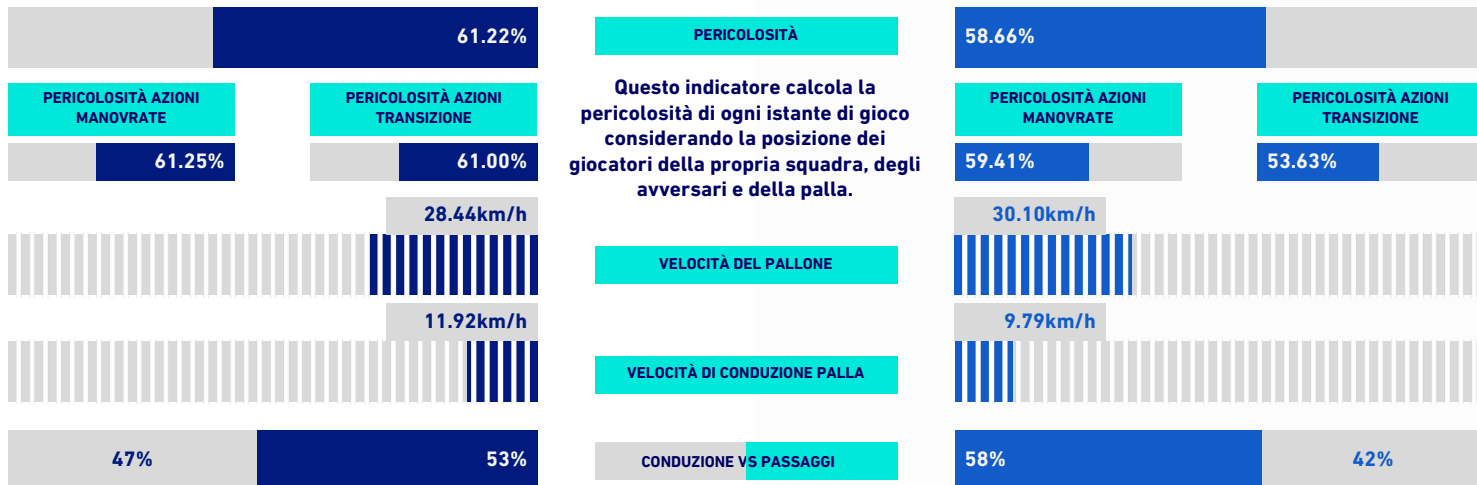 61.22%
PERICOLOSITÀ
58.66%
PERICOLOSITÀ AZIONI
MANOVRATE
61.25%
PERICOLOSITÀ AZIONI
TRANSIZIONE
61.00%
Questo indicatore calcola la
pericolosità di ogni istante di gioco
considerando la posizione dei
giocatori della propria squadra, degli
avversari e della palla.
PERICOLOSITÀ AZIONI
MANOVRATE
59.41%
PERICOLOSITÀ AZIONI
TRANSIZIONE
53.63%
28.44km/h
VELOCITÀ DEL PALLONE
30.10km/h
11.92km/h
VELOCITÀ DI CONDUZIONE PALLA
9.79km/h
47%
53%
CONDUZIONE VS PASSAGGI
58%
42%